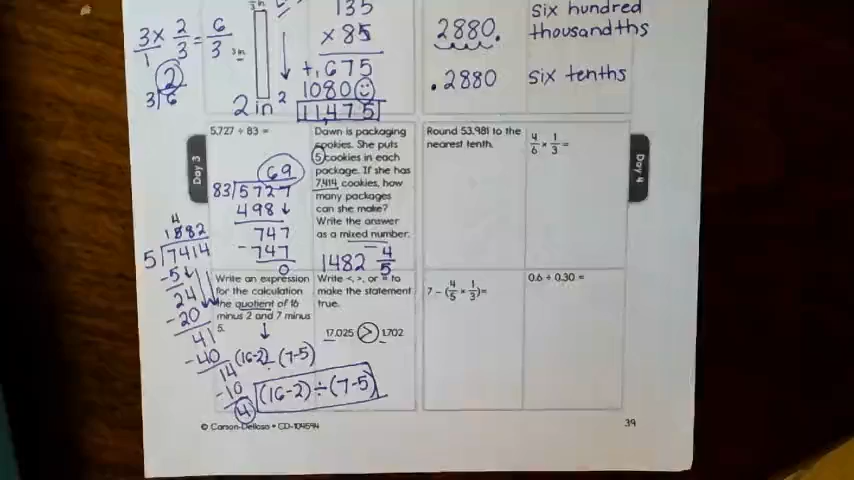 3 x 2 = 6
1 3 3
2
3 6
3 in
2 in 2
135
x 85
+ 1,675
1080
11,475
2880.
six hundred
thousandths
.2880
six tenths
Day 3
5,727 ÷ 83 =
69
83 5727
498
747
- 747
0
Dawn is packaging
cookies. She puts
5 cookies in each
package. If she has
7,414 cookies, how
many packages
can she make?
Write the answer
as a mixed number.
1482 4/5
4
1882
5 7414
-5
24
-20
41
-40
14
-10
4
Write an expression
for the calculation
the quotient of 16
minus 2 and 7 minus
5.
(16-2) (7-5)
(16-2) ÷ (7-5)
Write <, >, or = to
make the statement
true.
17.025 > 1.702
Round 53.981 to the
nearest tenth.
4/6 × 1/3 =
Day 4
7 − (4/5 × 1/3) =
0.6 ÷ 0.30 =
© Carson-Dellosa • CD-104594
39